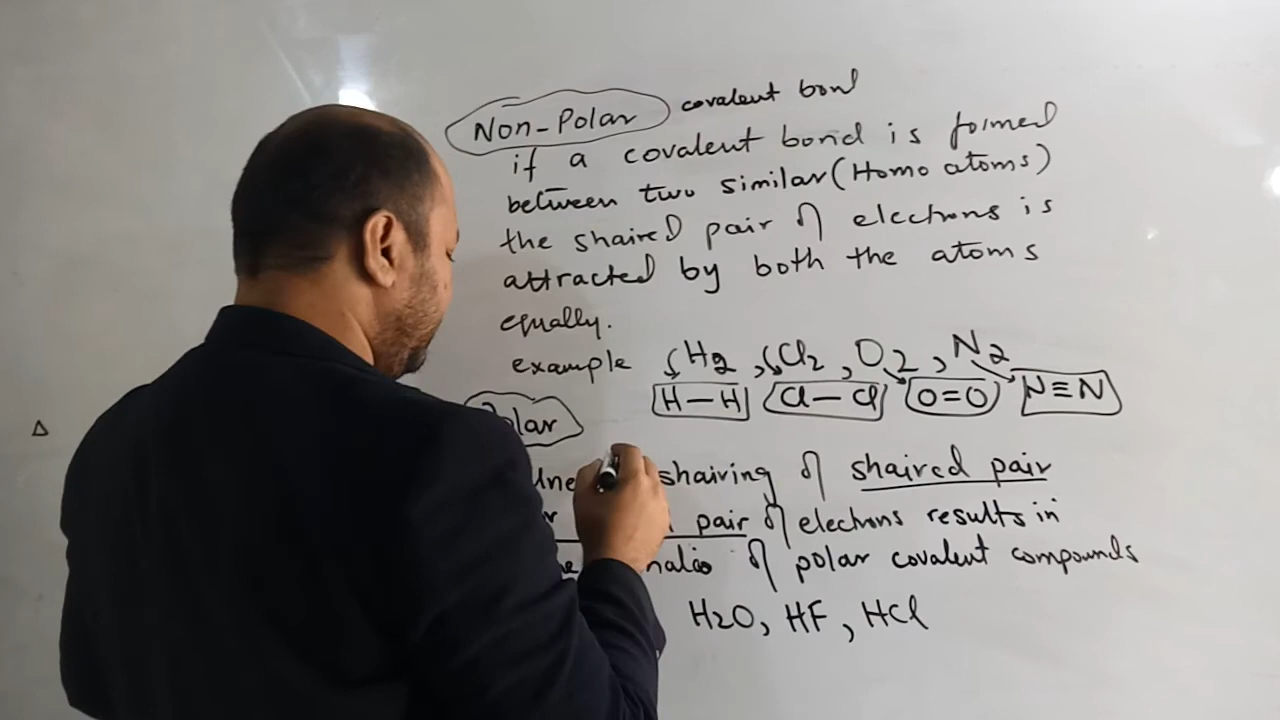 Non-Polar covalent bond
if a covalent bond is formed
between two similar (Homo atoms)
the shaired pair of electrons is
attracted by both the atoms
equally.
example H2, Cl2, O2, N2
H—H Cl—Cl O=O N≡N
Polar
shairing of shaired pair
pair of electrons results in
of polar covalent compounds
H2O, HF, HCl